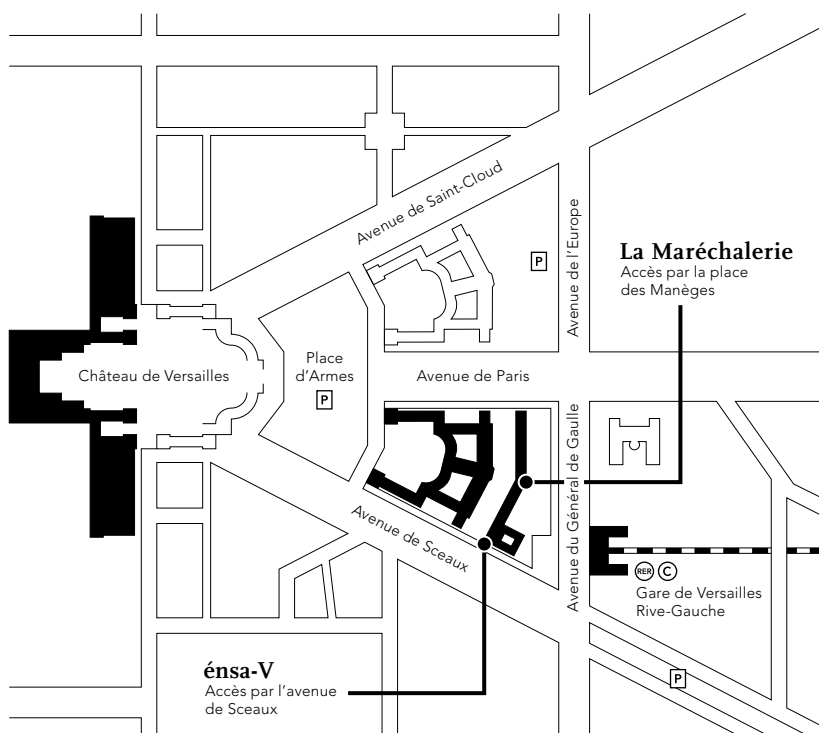 Avenue de Saint-Cloud
Avenue de l'Europe
P
La Maréchalerie
Accès par la place
des Manèges
Château de Versailles
Place
d'Armes
P
Avenue de Paris
Avenue du Général de Gaulle
Avenue de Sceaux
RER C
Gare de Versailles
Rive-Gauche
énsa-V
Accès par l'avenue
de Sceaux
P